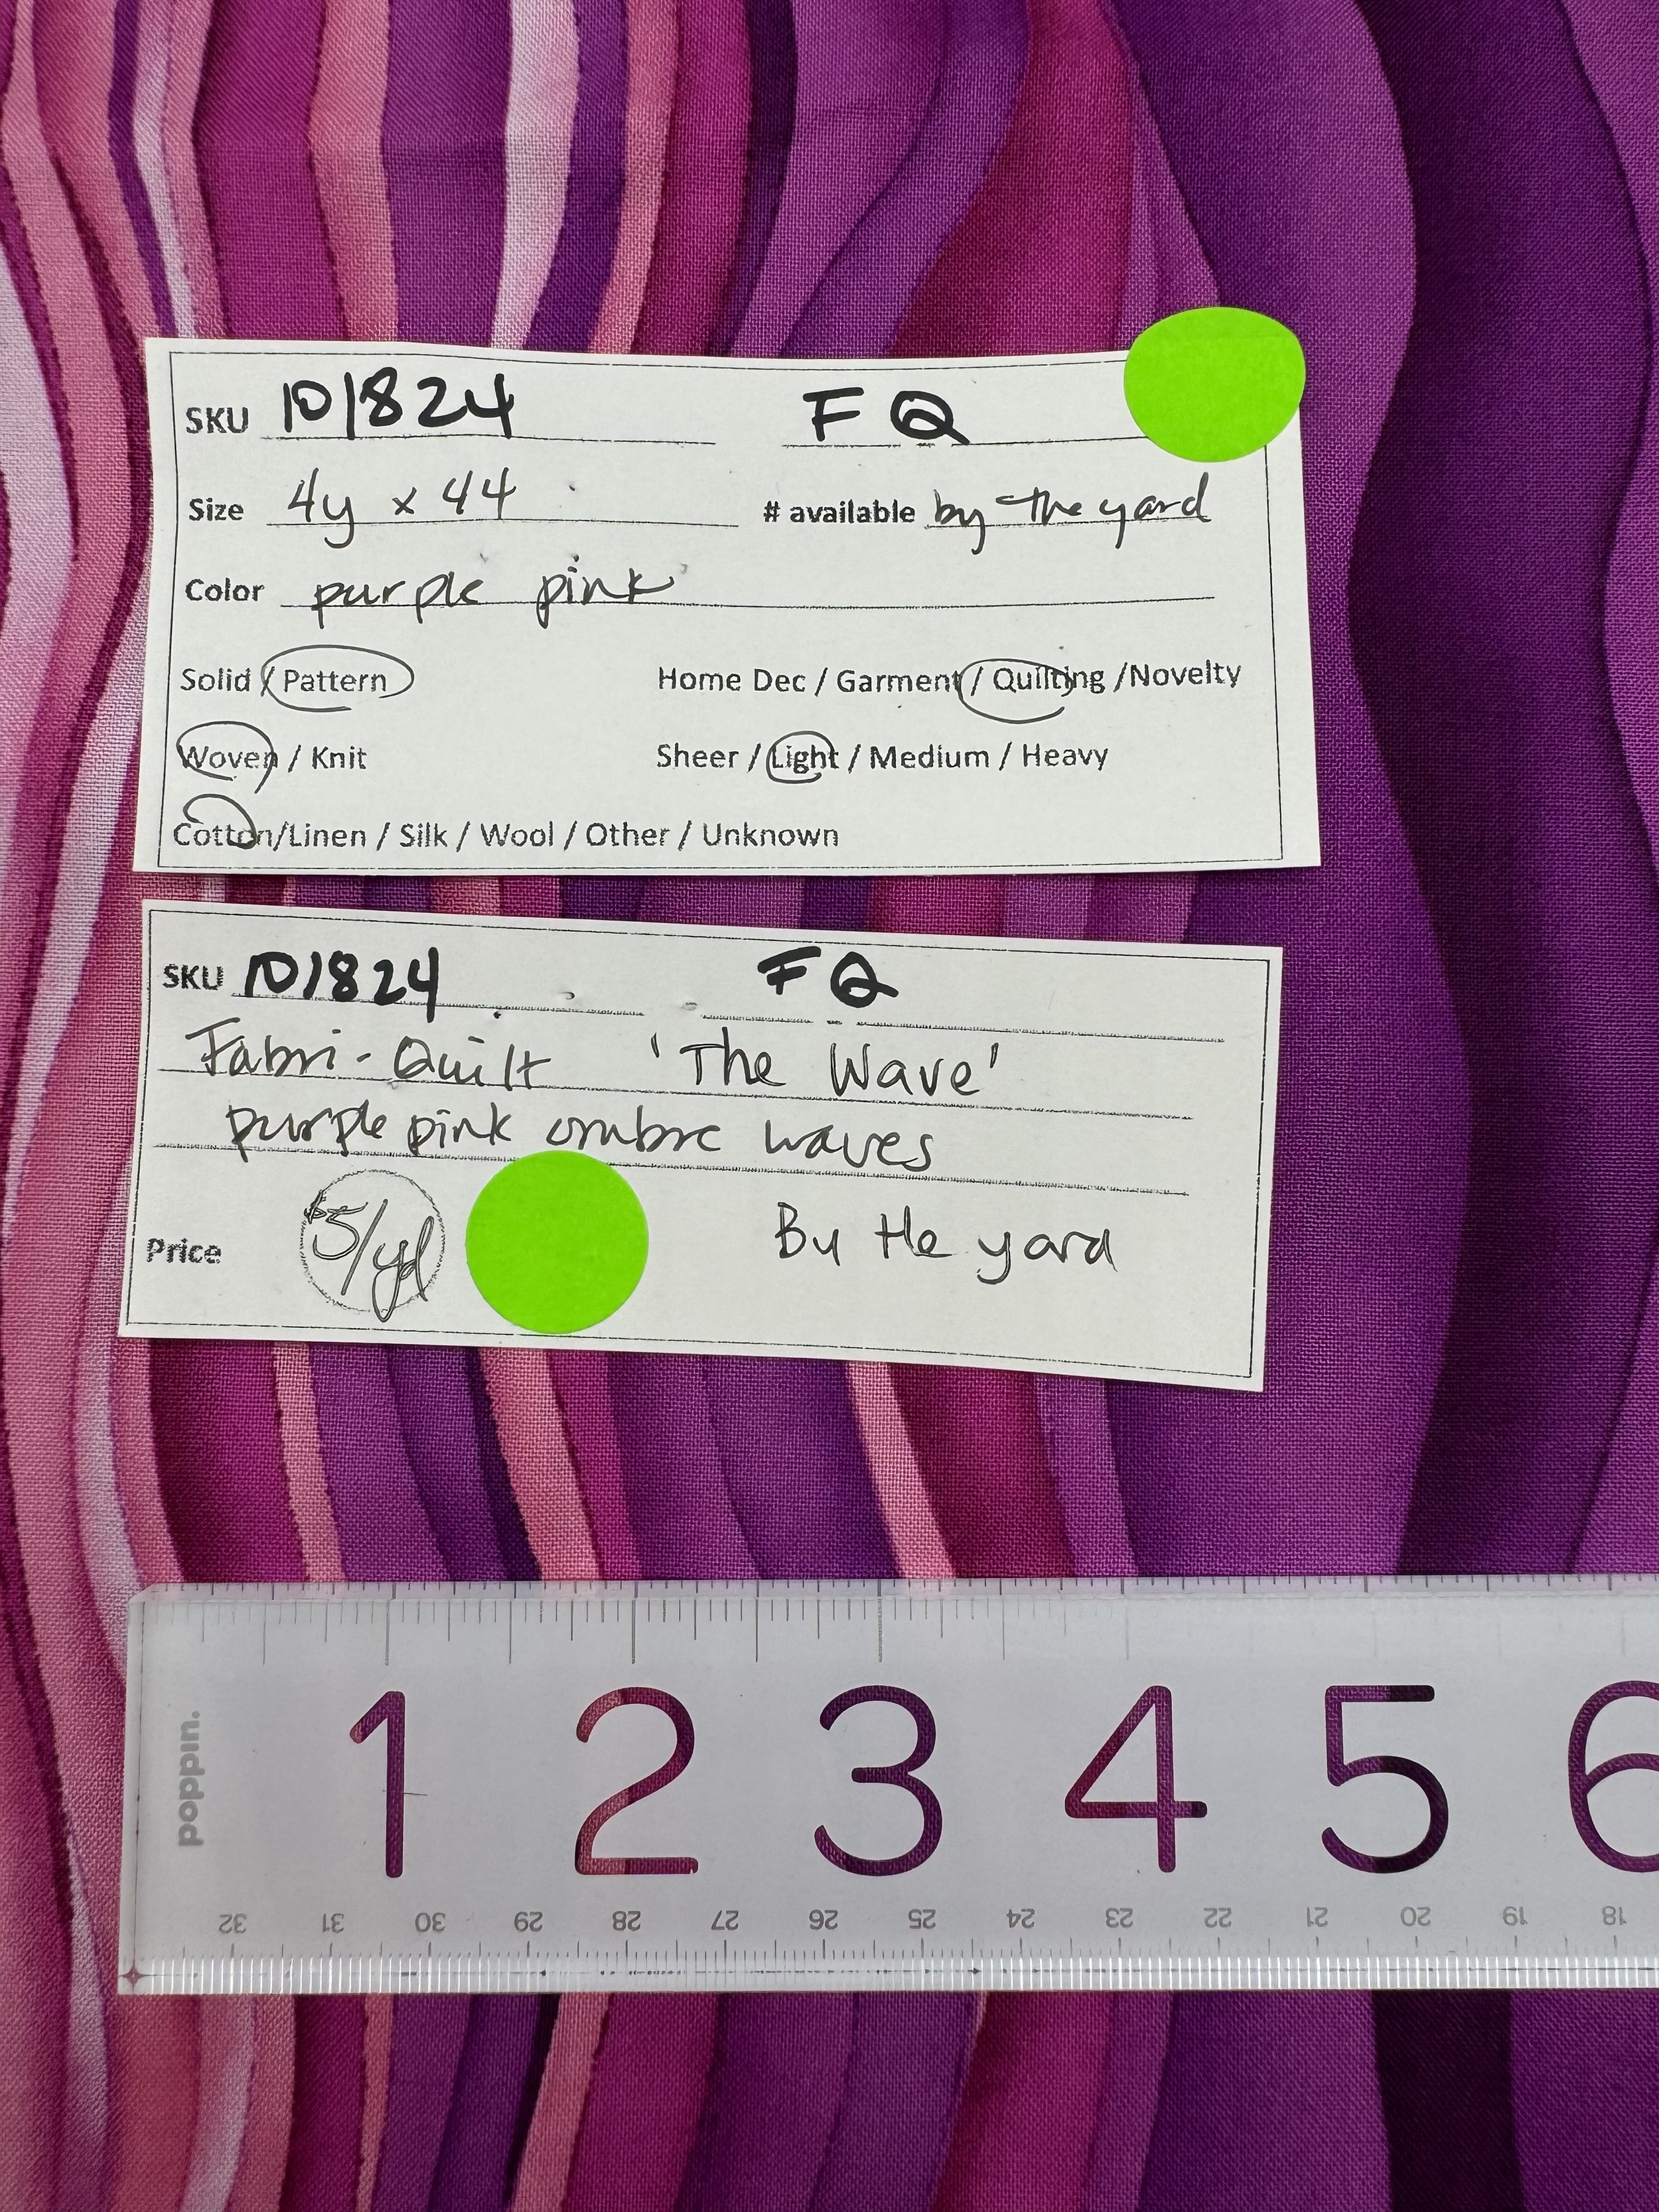 SKU 101824 FQ
Size 4y x 44 # available by the yard
Color purple pink
Solid / Pattern Home Dec / Garment / Quilting /Novelty
Woven / Knit Sheer / Light / Medium / Heavy
Cotton/Linen / Silk / Wool / Other / Unknown
SKU 101824 FQ
Fabri-Quilt 'The Wave'
purple pink ombre waves
Price $5/yd By the yard
poppin.
1 2 3 4 5 6
32 31 30 29 28 27 26 25 24 23 22 21 20 19 18